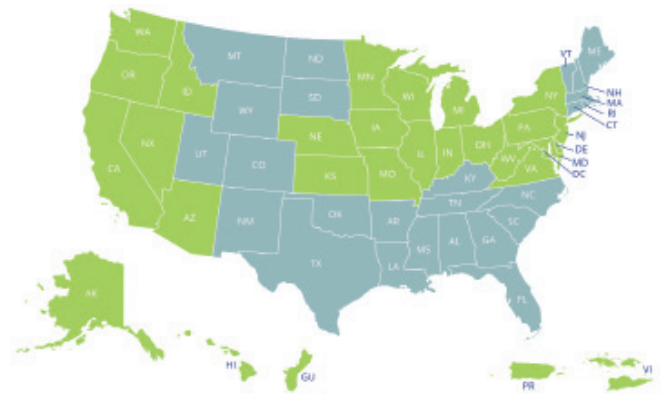 WA
MT
ND
MN
VT
ME
OR
ID
SD
WI
MI
NY
NH
MA
RI
CT
WY
NV
UT
CO
NE
IA
IL
IN
OH
PA
NJ
DE
MD
DC
WV
VA
CA
KS
MO
KY
NC
TN
AZ
NM
OK
AR
SC
TX
LA
MS
AL
GA
FL
AK
HI
GU
PR
VI